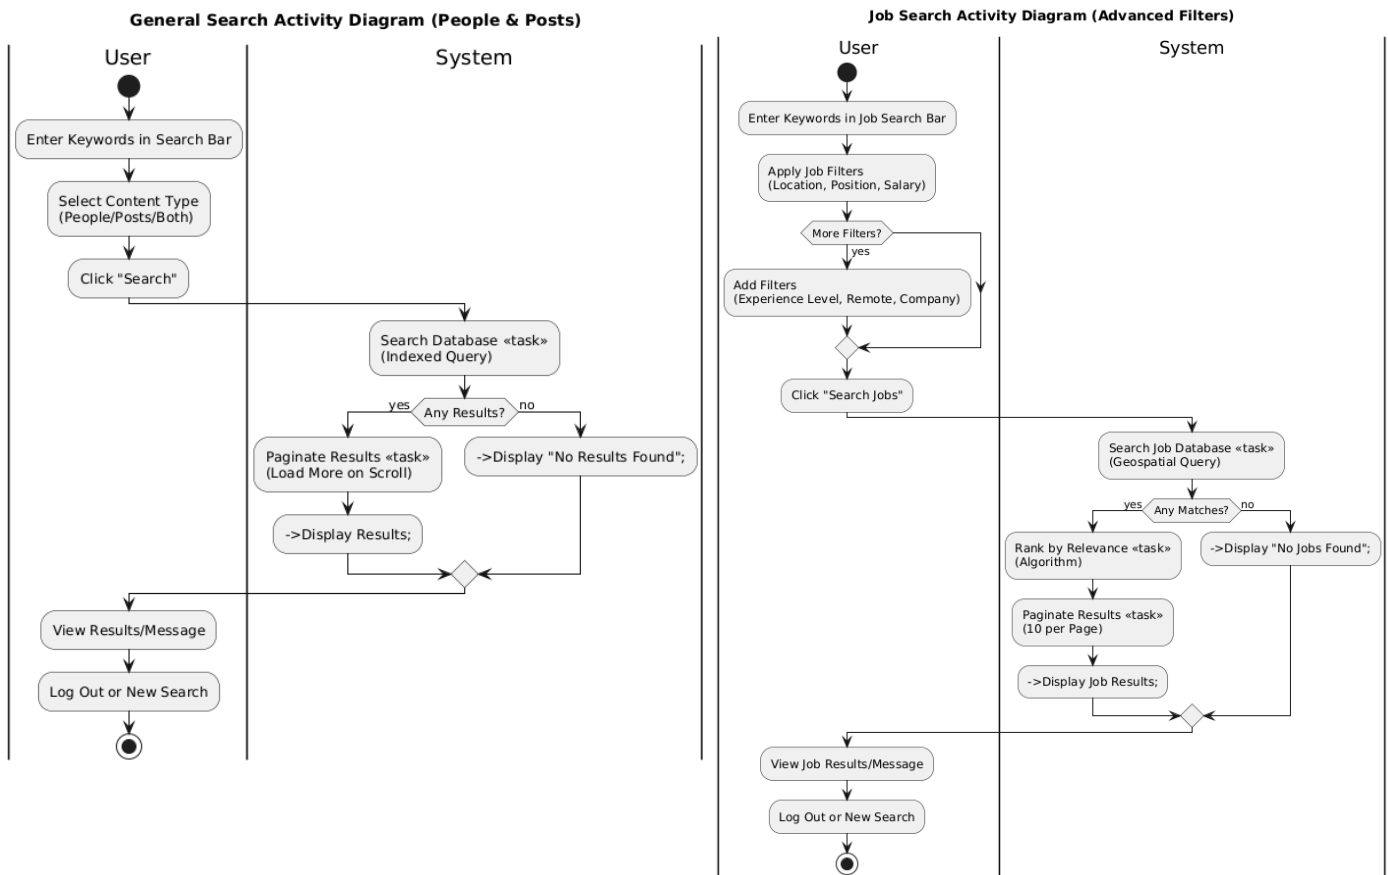 General Search Activity Diagram (People & Posts)
User
System
Enter Keywords in Search Bar
Select Content Type
(People/Posts/Both)
Click "Search"
Search Database «task»
(Indexed Query)
yes
Any Results?
no
Paginate Results «task»
(Load More on Scroll)
->Display "No Results Found";
->Display Results;
View Results/Message
Log Out or New Search
Job Search Activity Diagram (Advanced Filters)
User
System
Enter Keywords in Job Search Bar
Apply Job Filters
(Location, Position, Salary)
More Filters?
yes
Add Filters
(Experience Level, Remote, Company)
Click "Search Jobs"
Search Job Database «task»
(Geospatial Query)
yes
Any Matches?
no
Rank by Relevance «task»
(Algorithm)
->Display "No Jobs Found";
Paginate Results «task»
(10 per Page)
->Display Job Results;
View Job Results/Message
Log Out or New Search